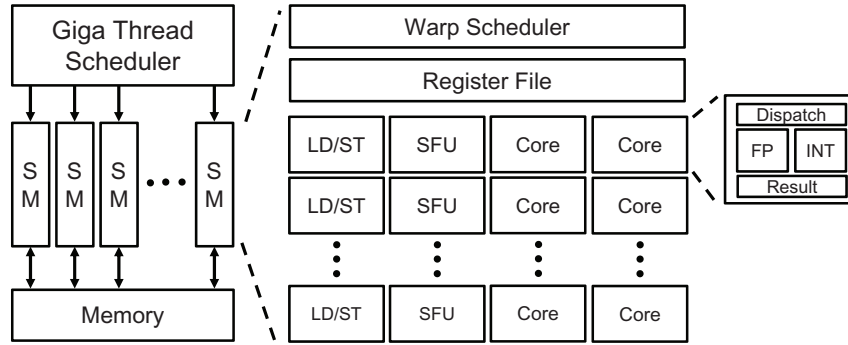 Giga Thread
Scheduler
S
M
S
M
S
M
S
M
Memory
Warp Scheduler
Register File
LD/ST SFU Core Core
LD/ST SFU Core Core
LD/ST SFU Core Core
Dispatch
FP INT
Result